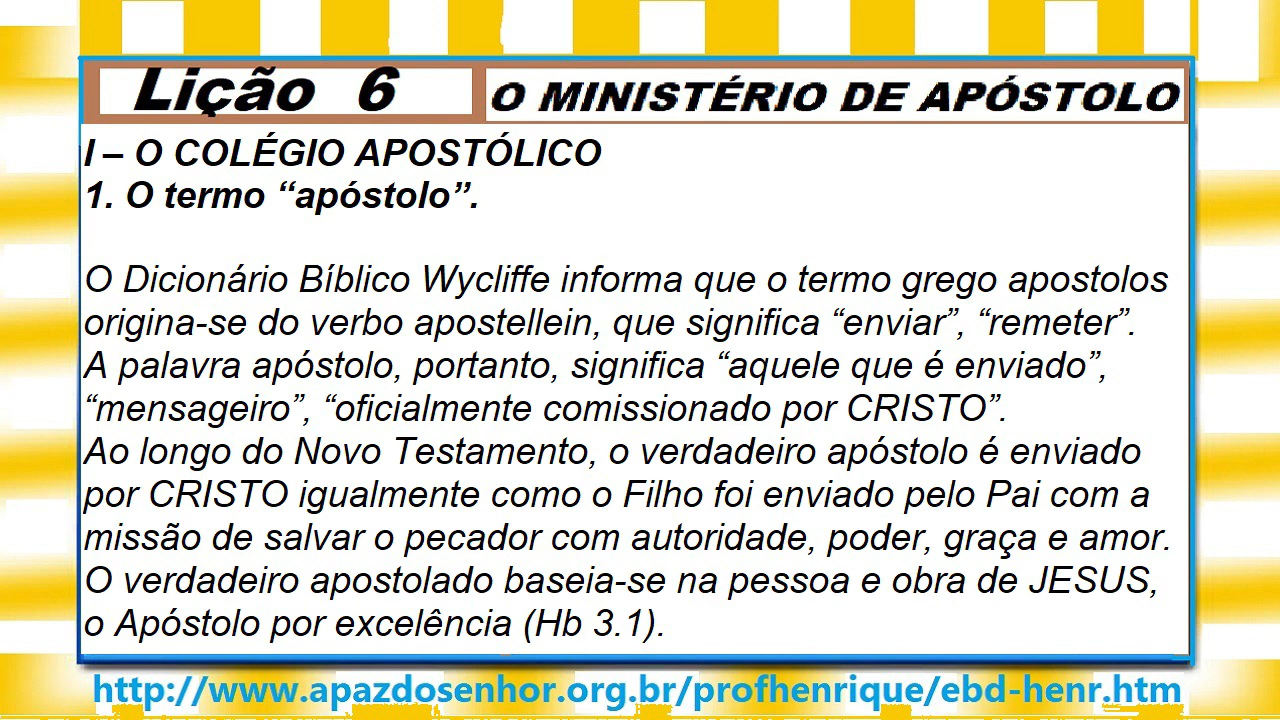 Lição 6
O MINISTÉRIO DE APÓSTOLO
I – O COLÉGIO APOSTÓLICO
1. O termo “apóstolo”.
O Dicionário Bíblico Wycliffe informa que o termo grego apostolos
origina-se do verbo apostellein, que significa “enviar”, “remeter”.
A palavra apóstolo, portanto, significa “aquele que é enviado”,
“mensageiro”, “oficialmente comissionado por CRISTO”.
Ao longo do Novo Testamento, o verdadeiro apóstolo é enviado
por CRISTO igualmente como o Filho foi enviado pelo Pai com a
missão de salvar o pecador com autoridade, poder, graça e amor.
O verdadeiro apostolado baseia-se na pessoa e obra de JESUS,
o Apóstolo por excelência (Hb 3.1).
http://www.apazdosenhor.org.br/profhenrique/ebd-henr.htm